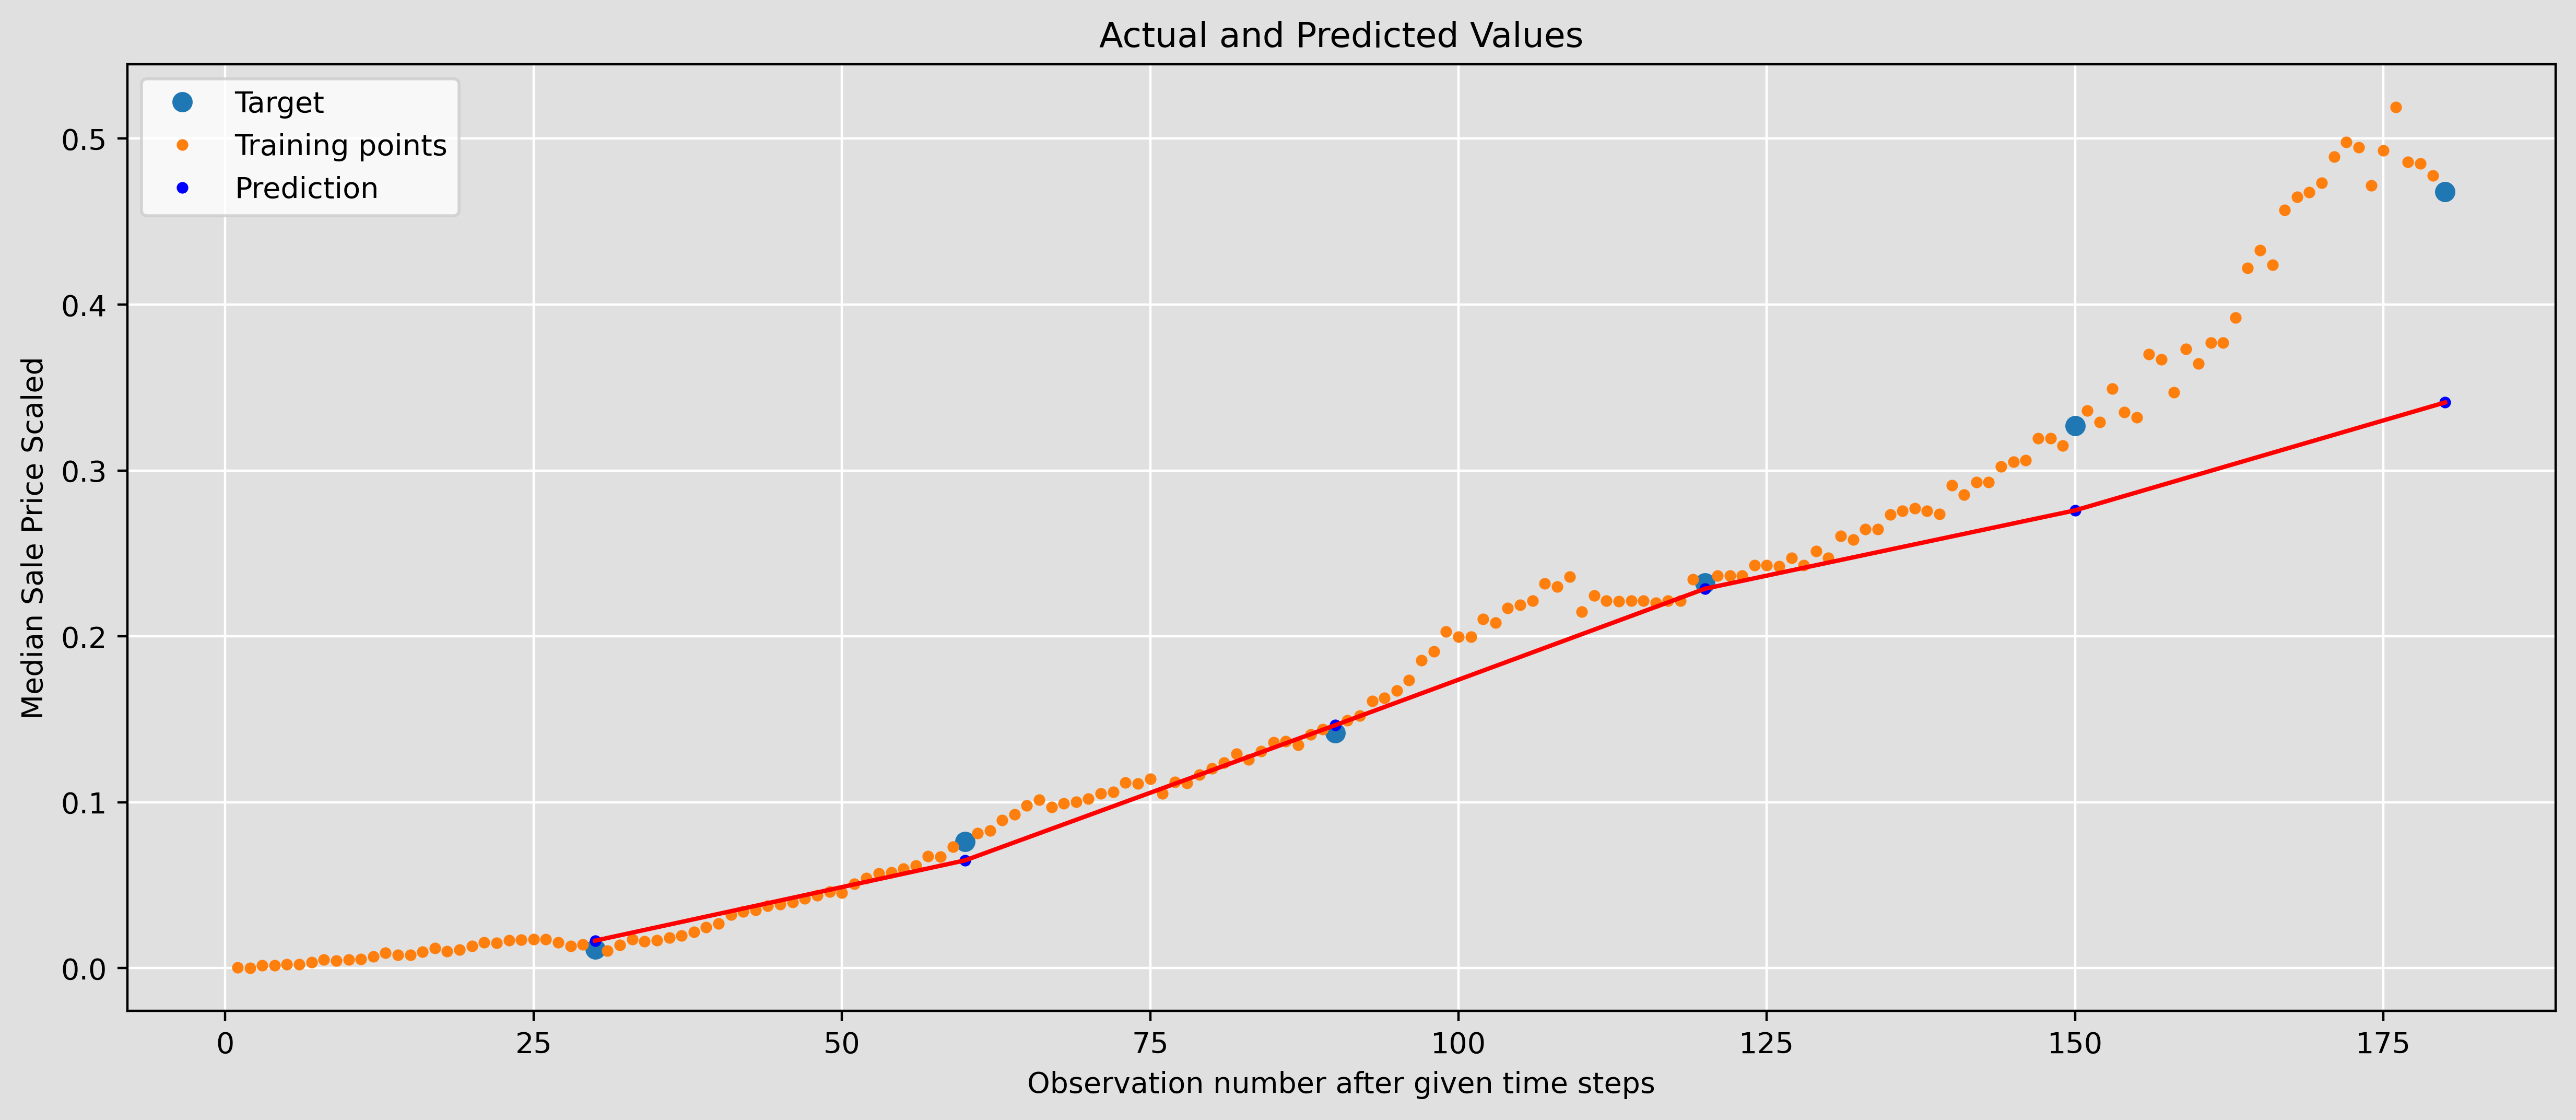 Actual and Predicted Values
Target
Training points
Prediction
Median Sale Price Scaled
0.5
0.4
0.3
0.2
0.1
0.0
0 25 50 75 100 125 150 175
Observation number after given time steps